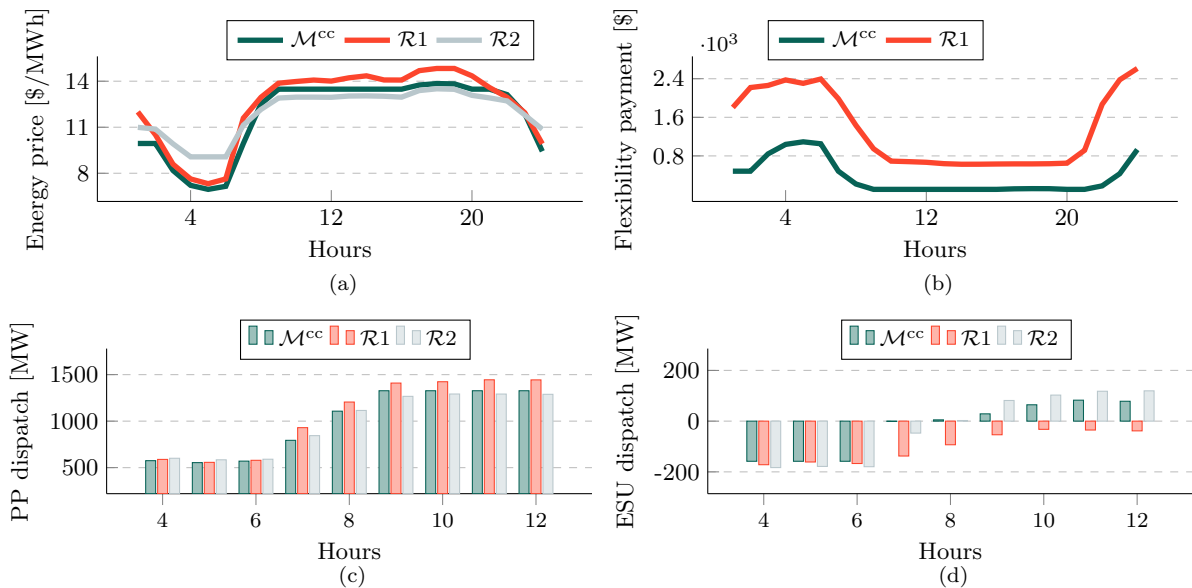 Energy price [$/MWh]
ℳᶜᶜ ℛ1 ℛ2
14
11
8
4 12 20
Hours
(a)
Flexibility payment [$]
·10³
ℳᶜᶜ ℛ1
2.4
1.6
0.8
4 12 20
Hours
(b)
PP dispatch [MW]
ℳᶜᶜ ℛ1 ℛ2
1500
1000
500
4 6 8 10 12
Hours
(c)
ESU dispatch [MW]
ℳᶜᶜ ℛ1 ℛ2
200
0
-200
4 6 8 10 12
Hours
(d)